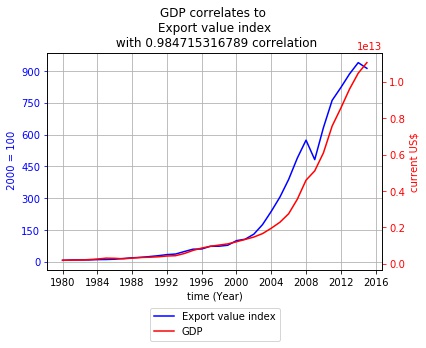 GDP correlates to
Export value index
with 0.984715316789 correlation
1e13
900
750
600
450
300
150
0
2000 = 100
1.0
0.8
0.6
0.4
0.2
0.0
current US$
1980 1984 1988 1992 1996 2000 2004 2008 2012 2016
time (Year)
Export value index
GDP